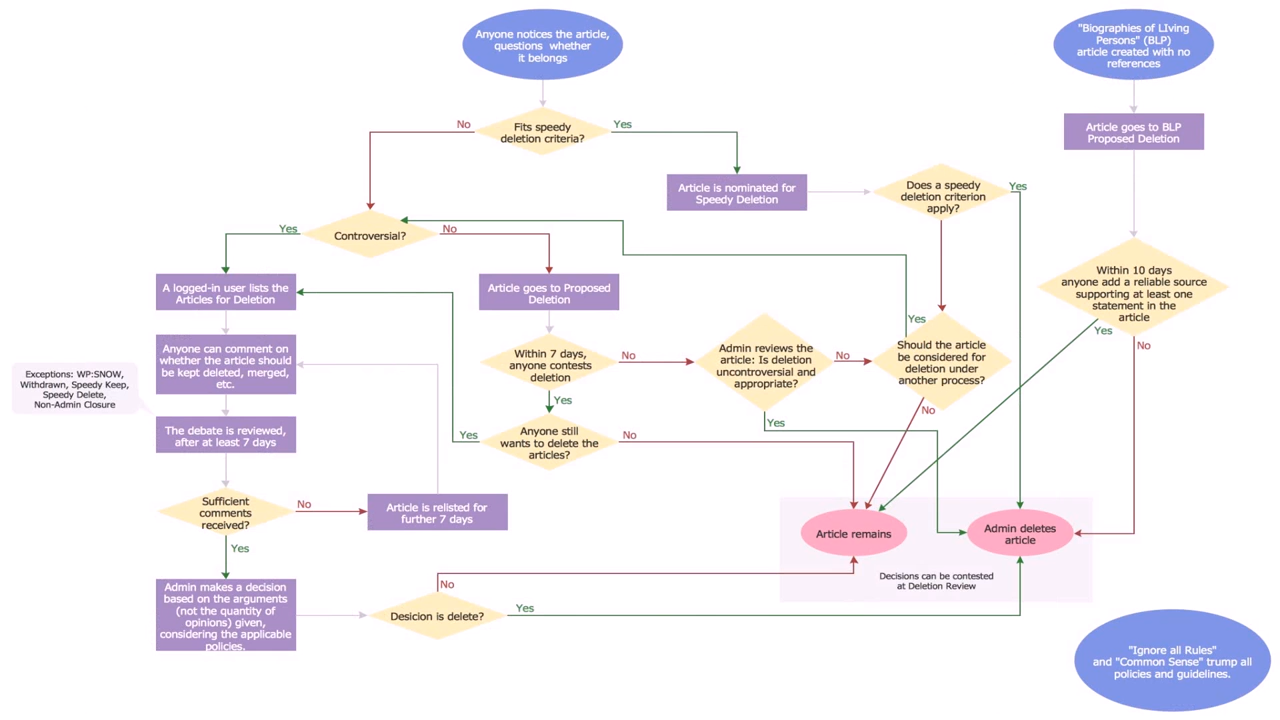 Anyone notices the article,
questions whether
it belongs
"Biographies of LIving
Persons" (BLP)
article created with no
references
Fits speedy
deletion criteria?
No
Yes
Article goes to BLP
Proposed Deletion
Article is nominated for
Speedy Deletion
Does a speedy
deletion criterion
apply?
Yes
Controversial?
Yes
No
A logged-in user lists the
Articles for Deletion
Article goes to Proposed
Deletion
Within 10 days
anyone add a reliable source
supporting at least one
statement in the
article
Yes
No
Anyone can comment on
whether the article should
be kept deleted, merged,
etc.
Within 7 days,
anyone contests
deletion
No
Yes
Admin reviews the
article: Is deletion
uncontroversial and
appropriate?
No
Yes
Should the article
be considered for
deletion under
another process?
Yes
No
Exceptions: WP:SNOW,
Withdrawn, Speedy Keep,
Speedy Delete,
Non-Admin Closure
The debate is reviewed,
after at least 7 days
Anyone still
wants to delete the
articles?
Yes
No
Sufficient
comments
received?
No
Yes
Article is relisted for
further 7 days
Article remains
Admin deletes
article
Decisions can be contested
at Deletion Review
Admin makes a decision
based on the arguments
(not the quantity of
opinions) given,
considering the applicable
policies.
Desicion is delete?
No
Yes
"Ignore all Rules"
and "Common Sense" trump all
policies and guidelines.